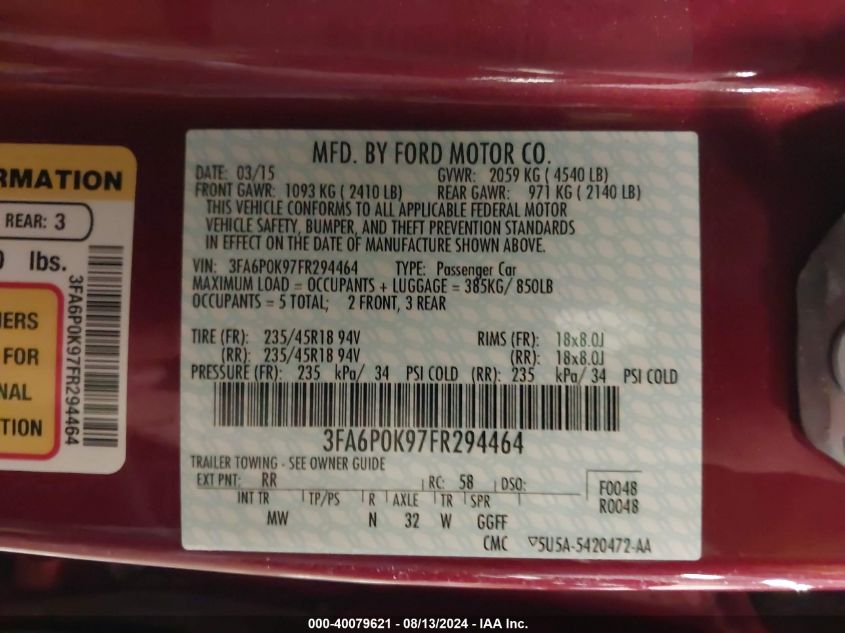 RMATION
REAR: 3
lbs.
3FA6P0K97FR294464
FOR
NAL
TION
MFD. BY FORD MOTOR CO.
DATE: 03/15 GVWR: 2059 KG ( 4540 LB)
FRONT GAWR: 1093 KG ( 2410 LB) REAR GAWR: 971 KG ( 2140 LB)
THIS VEHICLE CONFORMS TO ALL APPLICABLE FEDERAL MOTOR
VEHICLE SAFETY, BUMPER, AND THEFT PREVENTION STANDARDS
IN EFFECT ON THE DATE OF MANUFACTURE SHOWN ABOVE.
VIN: 3FA6P0K97FR294464 TYPE: Passenger Car
MAXIMUM LOAD = OCCUPANTS + LUGGAGE = 385KG/ 850LB
OCCUPANTS = 5 TOTAL; 2 FRONT, 3 REAR
TIRE (FR): 235/45R18 94V RIMS (FR): 18x8.0J
(RR): 235/45R18 94V (RR): 18x8.0J
PRESSURE (FR): 235 kPa/ 34 PSI COLD (RR): 235 kPa/ 34 PSI COLD
3FA6P0K97FR294464
TRAILER TOWING - SEE OWNER GUIDE
EXT PNT: RR RC: 58 DSO:
F0048
R0048
INT TR TP/PS R AXLE TR SPR
MW N 32 W GGFF
CMC ▽5U5A-5420472-AA
000-40079621 - 08/13/2024 - IAA Inc.